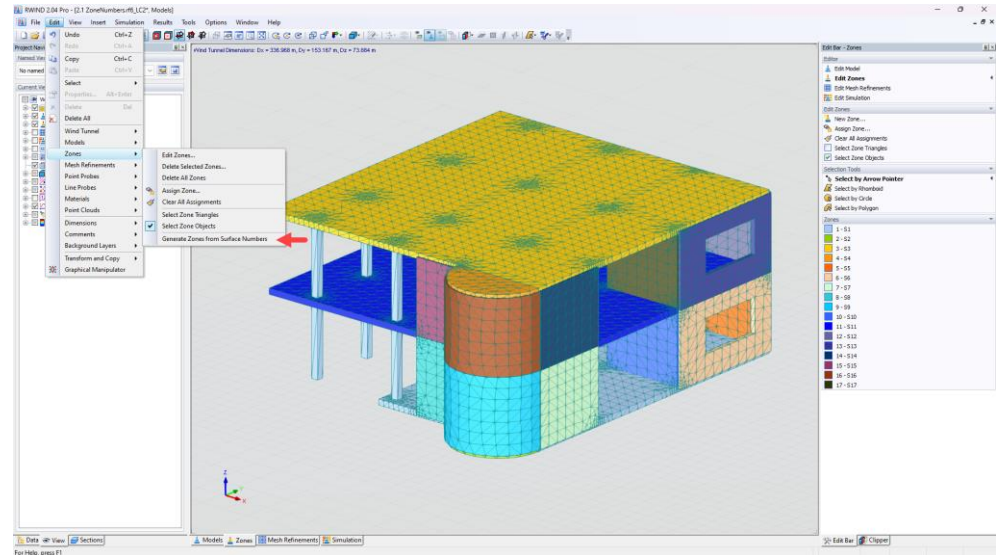 RWIND 2.04 Pro - [2.1 ZoneNumbers.rf6_LC2*, Models]
File Edit View Insert Simulation Results Tools Options Window Help
Undo Ctrl+Z
Redo Ctrl+A
Copy Ctrl+C
Paste Ctrl+V
Select
Properties... Alt+Enter
Delete Del
Delete All
Wind Tunnel
Models
Zones
Mesh Refinements
Point Probes
Line Probes
Materials
Point Clouds
Dimensions
Comments
Background Layers
Transform and Copy
Graphical Manipulator
Edit Zones...
Delete Selected Zones...
Delete All Zones
Assign Zone...
Clear All Assignments
Select Zone Triangles
Select Zone Objects
Generate Zones from Surface Numbers
Project Navi
Named Vie
No named
Current Vie
Wind Tunnel Dimensions: Dx = 336.968 m, Dy = 153.167 m, Dz = 73.884 m
Z
Y
X
Edit Bar - Zones
Editor
Edit Model
Edit Zones
Edit Mesh Refinements
Edit Simulation
Edit Zones
New Zone...
Assign Zone...
Clear All Assignments
Select Zone Triangles
Select Zone Objects
Selection Tools
Select by Arrow Pointer
Select by Rhomboid
Select by Circle
Select by Polygon
Zones
1 - S1
2 - S2
3 - S3
4 - S4
5 - S5
6 - S6
7 - S7
8 - S8
9 - S9
10 - S10
11 - S11
12 - S12
13 - S13
14 - S14
15 - S15
16 - S16
17 - S17
Data View Sections
Models Zones Mesh Refinements Simulation
Edit Bar Clipper
For Help, press F1